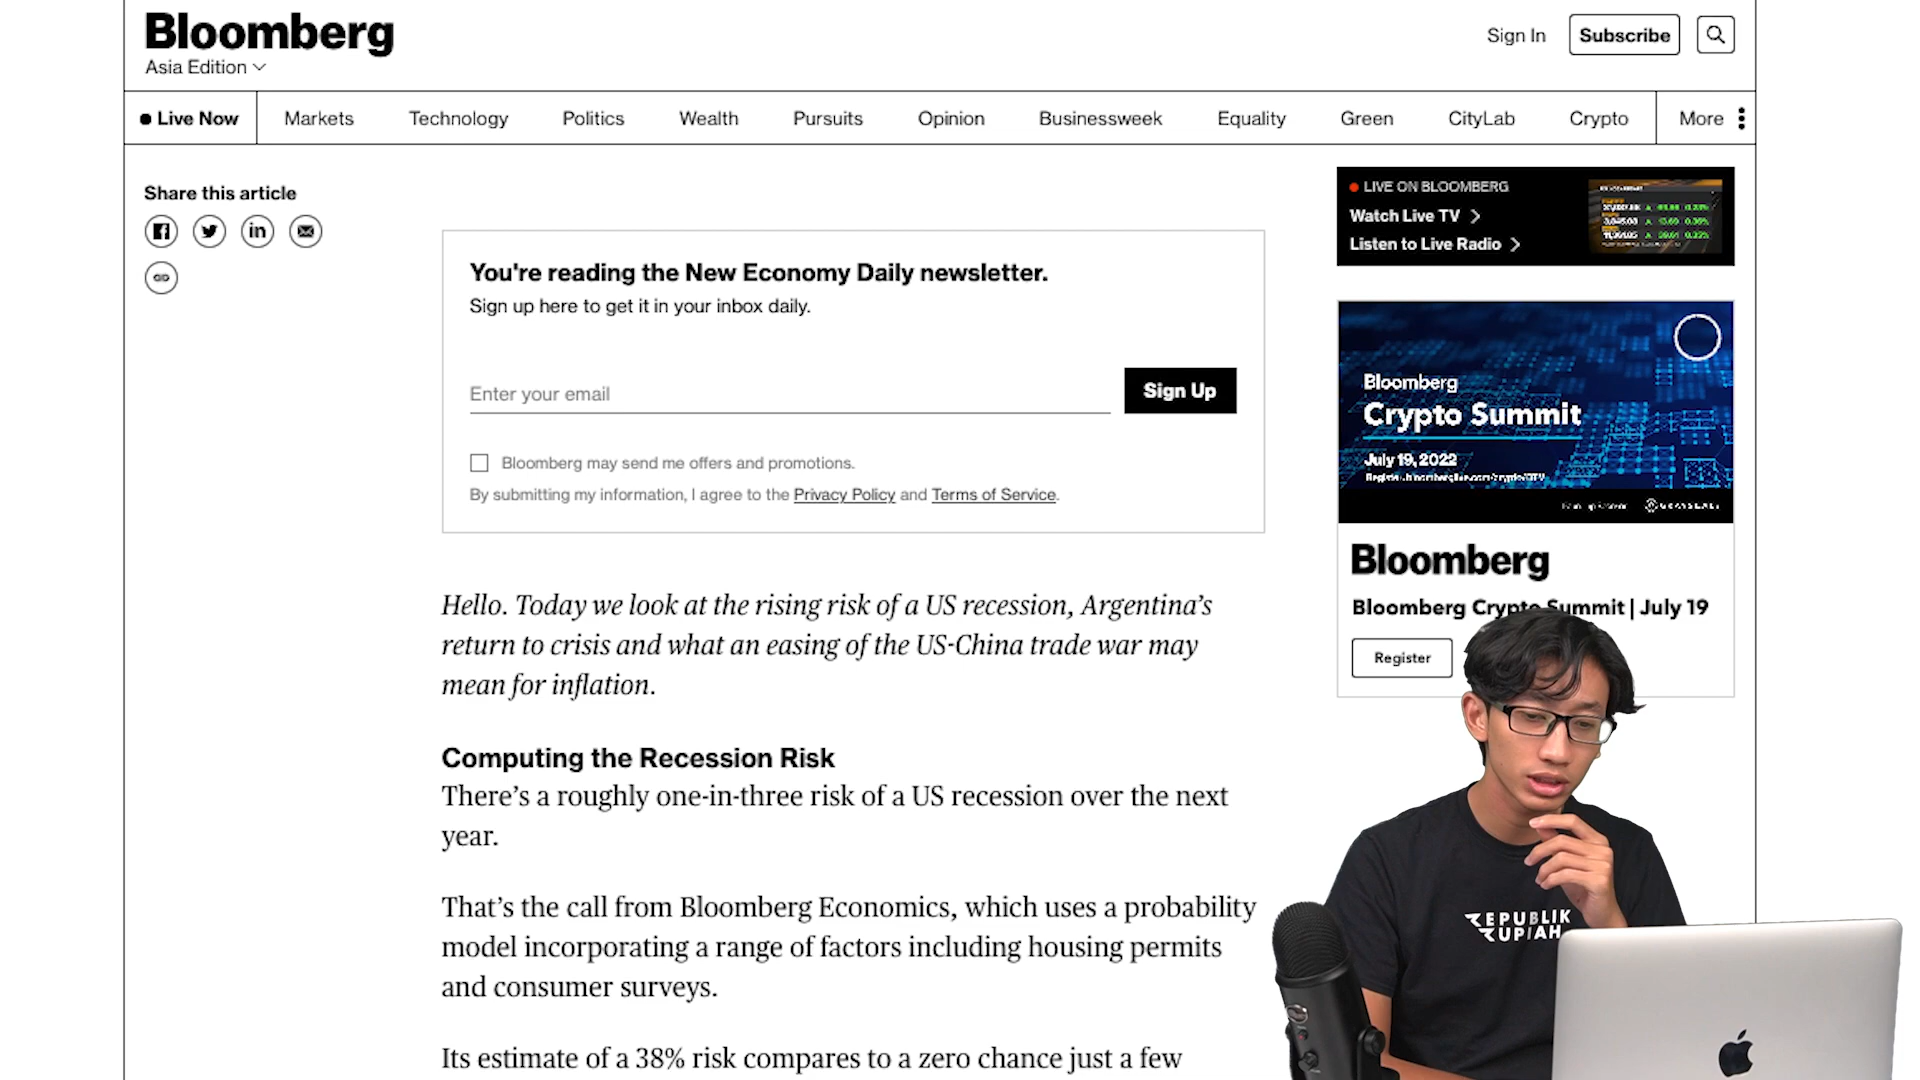 Bloomberg
Asia Edition
Sign In
Subscribe
Live Now
Markets
Technology
Politics
Wealth
Pursuits
Opinion
Businessweek
Equality
Green
CityLab
Crypto
More
Share this article
You're reading the New Economy Daily newsletter.
Sign up here to get it in your inbox daily.
Enter your email
Sign Up
Bloomberg may send me offers and promotions.
By submitting my information, I agree to the Privacy Policy and Terms of Service.
Hello. Today we look at the rising risk of a US recession, Argentina’s
return to crisis and what an easing of the US-China trade war may
mean for inflation.
Computing the Recession Risk
There’s a roughly one-in-three risk of a US recession over the next
year.
That’s the call from Bloomberg Economics, which uses a probability
model incorporating a range of factors including housing permits
and consumer surveys.
Its estimate of a 38% risk compares to a zero chance just a few
LIVE ON BLOOMBERG
Watch Live TV
Listen to Live Radio
Bloomberg
Crypto Summit
July 19, 2022
Bloomberg
Bloomberg Crypto Summit | July 19
Register
REPUBLIK
RUPIAH